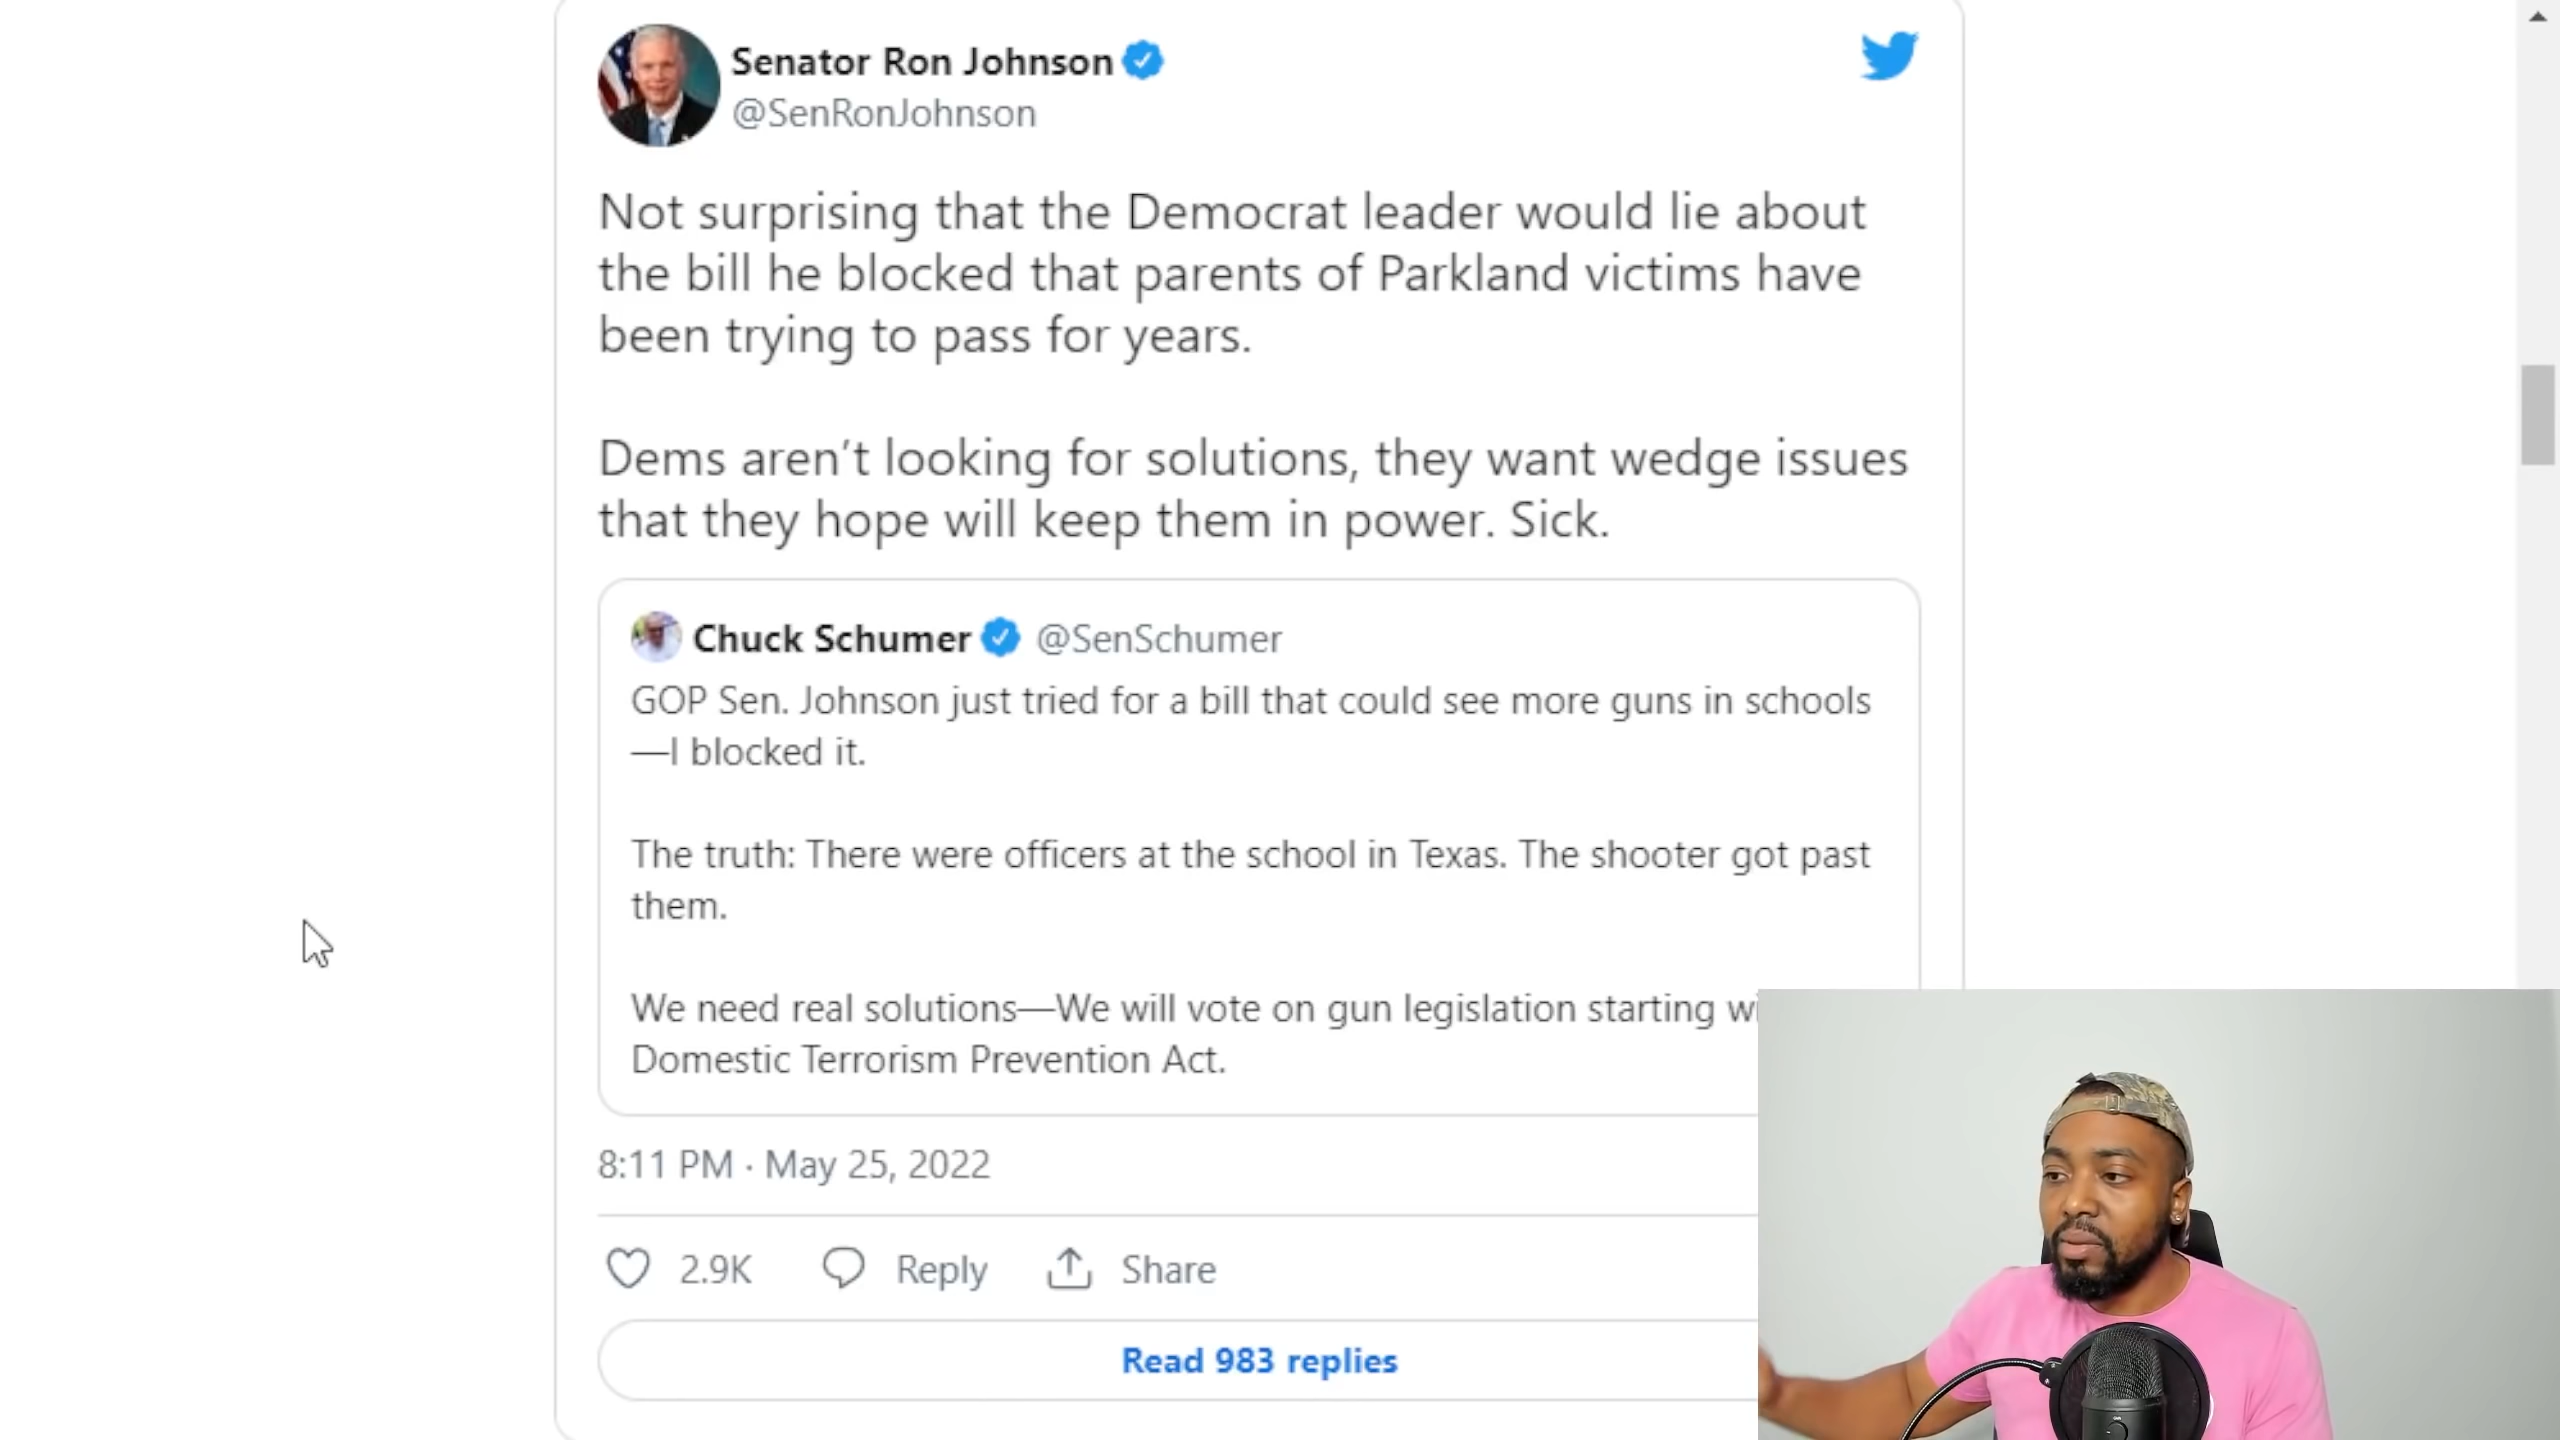 Senator Ron Johnson
@SenRonJohnson
Not surprising that the Democrat leader would lie about
the bill he blocked that parents of Parkland victims have
been trying to pass for years.
Dems aren’t looking for solutions, they want wedge issues
that they hope will keep them in power. Sick.
Chuck Schumer @SenSchumer
GOP Sen. Johnson just tried for a bill that could see more guns in schools
—I blocked it.
The truth: There were officers at the school in Texas. The shooter got past
them.
We need real solutions—We will vote on gun legislation starting
Domestic Terrorism Prevention Act.
8:11 PM · May 25, 2022
2.9K Reply Share
Read 983 replies